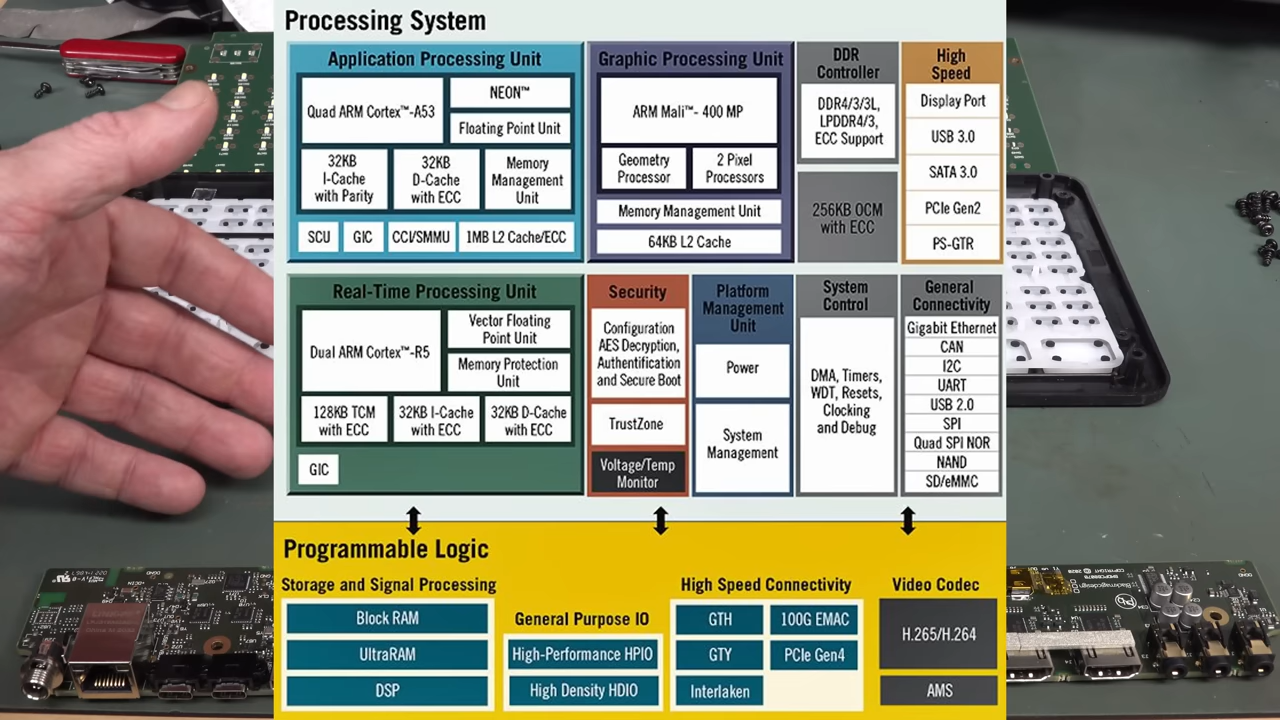 Processing System
Application Processing Unit
Quad ARM Cortex™-A53
NEON™
Floating Point Unit
32KB
I-Cache
with Parity
32KB
D-Cache
with ECC
Memory
Management
Unit
SCU
GIC
CCI/SMMU
1MB L2 Cache/ECC
Graphic Processing Unit
ARM Mali™- 400 MP
Geometry
Processor
2 Pixel
Processors
Memory Management Unit
64KB L2 Cache
DDR
Controller
DDR4/3/3L,
LPDDR4/3,
ECC Support
256KB OCM
with ECC
High
Speed
Display Port
USB 3.0
SATA 3.0
PCIe Gen2
PS-GTR
Real-Time Processing Unit
Dual ARM Cortex™-R5
Vector Floating
Point Unit
Memory Protection
Unit
128KB TCM
with ECC
32KB I-Cache
with ECC
32KB D-Cache
with ECC
GIC
Security
Configuration
AES Decryption,
Authentification
and Secure Boot
TrustZone
Voltage/Temp
Monitor
Platform
Management
Unit
Power
System
Management
System
Control
DMA, Timers,
WDT, Resets,
Clocking
and Debug
General
Connectivity
Gigabit Ethernet
CAN
I2C
UART
USB 2.0
SPI
Quad SPI NOR
NAND
SD/eMMC
Programmable Logic
Storage and Signal Processing
Block RAM
UltraRAM
DSP
General Purpose IO
High-Performance HPIO
High Density HDIO
High Speed Connectivity
GTH
100G EMAC
GTY
PCIe Gen4
Interlaken
Video Codec
H.265/H.264
AMS